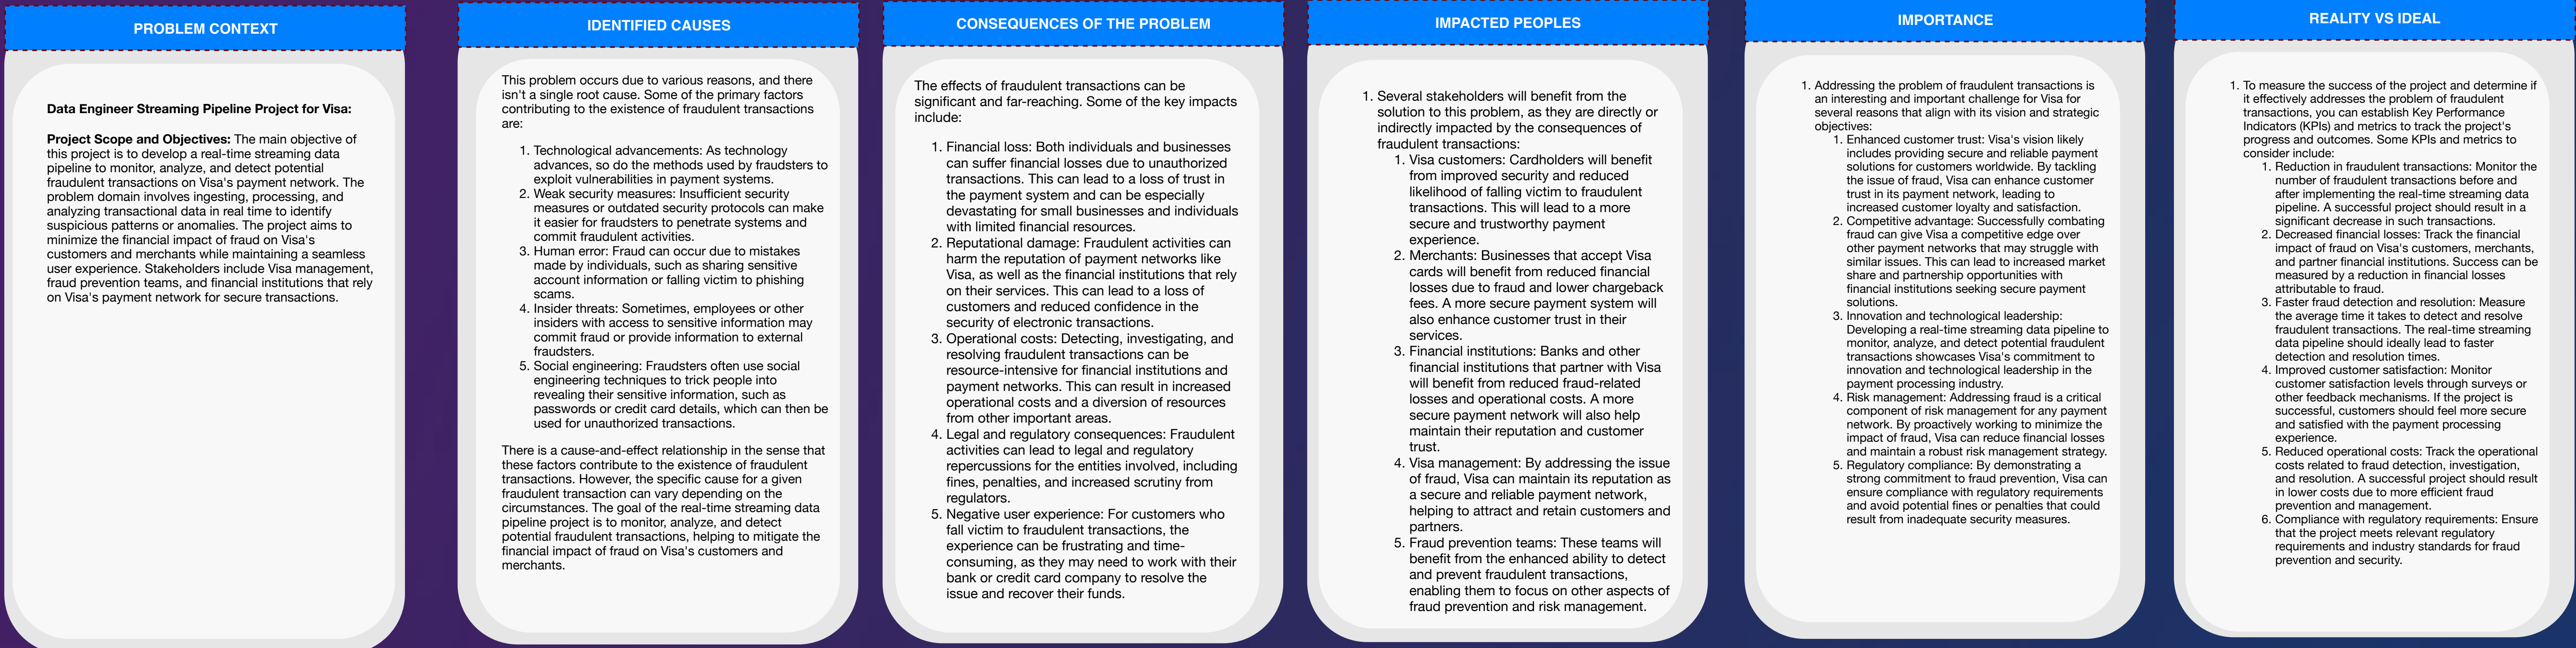 PROBLEM CONTEXT
Data Engineer Streaming Pipeline Project for Visa:
Project Scope and Objectives: The main objective of
this project is to develop a real-time streaming data
pipeline to monitor, analyze, and detect potential
fraudulent transactions on Visa's payment network. The
problem domain involves ingesting, processing, and
analyzing transactional data in real time to identify
suspicious patterns or anomalies. The project aims to
minimize the financial impact of fraud on Visa's
customers and merchants while maintaining a seamless
user experience. Stakeholders include Visa management,
fraud prevention teams, and financial institutions that rely
on Visa's payment network for secure transactions.
IDENTIFIED CAUSES
This problem occurs due to various reasons, and there
isn't a single root cause. Some of the primary factors
contributing to the existence of fraudulent transactions
are:
1. Technological advancements: As technology
advances, so do the methods used by fraudsters to
exploit vulnerabilities in payment systems.
2. Weak security measures: Insufficient security
measures or outdated security protocols can make
it easier for fraudsters to penetrate systems and
commit fraudulent activities.
3. Human error: Fraud can occur due to mistakes
made by individuals, such as sharing sensitive
account information or falling victim to phishing
scams.
4. Insider threats: Sometimes, employees or other
insiders with access to sensitive information may
commit fraud or provide information to external
fraudsters.
5. Social engineering: Fraudsters often use social
engineering techniques to trick people into
revealing their sensitive information, such as
passwords or credit card details, which can then be
used for unauthorized transactions.
There is a cause-and-effect relationship in the sense that
these factors contribute to the existence of fraudulent
transactions. However, the specific cause for a given
fraudulent transaction can vary depending on the
circumstances. The goal of the real-time streaming data
pipeline project is to monitor, analyze, and detect
potential fraudulent transactions, helping to mitigate the
financial impact of fraud on Visa's customers and
merchants.
CONSEQUENCES OF THE PROBLEM
The effects of fraudulent transactions can be
significant and far-reaching. Some of the key impacts
include:
1. Financial loss: Both individuals and businesses
can suffer financial losses due to unauthorized
transactions. This can lead to a loss of trust in
the payment system and can be especially
devastating for small businesses and individuals
with limited financial resources.
2. Reputational damage: Fraudulent activities can
harm the reputation of payment networks like
Visa, as well as the financial institutions that rely
on their services. This can lead to a loss of
customers and reduced confidence in the
security of electronic transactions.
3. Operational costs: Detecting, investigating, and
resolving fraudulent transactions can be
resource-intensive for financial institutions and
payment networks. This can result in increased
operational costs and a diversion of resources
from other important areas.
4. Legal and regulatory consequences: Fraudulent
activities can lead to legal and regulatory
repercussions for the entities involved, including
fines, penalties, and increased scrutiny from
regulators.
5. Negative user experience: For customers who
fall victim to fraudulent transactions, the
experience can be frustrating and time-
consuming, as they may need to work with their
bank or credit card company to resolve the
issue and recover their funds.
IMPACTED PEOPLES
1. Several stakeholders will benefit from the
solution to this problem, as they are directly or
indirectly impacted by the consequences of
fraudulent transactions:
1. Visa customers: Cardholders will benefit
from improved security and reduced
likelihood of falling victim to fraudulent
transactions. This will lead to a more
secure and trustworthy payment
experience.
2. Merchants: Businesses that accept Visa
cards will benefit from reduced financial
losses due to fraud and lower chargeback
fees. A more secure payment system will
also enhance customer trust in their
services.
3. Financial institutions: Banks and other
financial institutions that partner with Visa
will benefit from reduced fraud-related
losses and operational costs. A more
secure payment network will also help
maintain their reputation and customer
trust.
4. Visa management: By addressing the issue
of fraud, Visa can maintain its reputation as
a secure and reliable payment network,
helping to attract and retain customers and
partners.
5. Fraud prevention teams: These teams will
benefit from the enhanced ability to detect
and prevent fraudulent transactions,
enabling them to focus on other aspects of
fraud prevention and risk management.
IMPORTANCE
1. Addressing the problem of fraudulent transactions is
an interesting and important challenge for Visa for
several reasons that align with its vision and strategic
objectives:
1. Enhanced customer trust: Visa's vision likely
includes providing secure and reliable payment
solutions for customers worldwide. By tackling
the issue of fraud, Visa can enhance customer
trust in its payment network, leading to
increased customer loyalty and satisfaction.
2. Competitive advantage: Successfully combating
fraud can give Visa a competitive edge over
other payment networks that may struggle with
similar issues. This can lead to increased market
share and partnership opportunities with
financial institutions seeking secure payment
solutions.
3. Innovation and technological leadership:
Developing a real-time streaming data pipeline to
monitor, analyze, and detect potential fraudulent
transactions showcases Visa's commitment to
innovation and technological leadership in the
payment processing industry.
4. Risk management: Addressing fraud is a critical
component of risk management for any payment
network. By proactively working to minimize the
impact of fraud, Visa can reduce financial losses
and maintain a robust risk management strategy.
5. Regulatory compliance: By demonstrating a
strong commitment to fraud prevention, Visa can
ensure compliance with regulatory requirements
and avoid potential fines or penalties that could
result from inadequate security measures.
REALITY VS IDEAL
1. To measure the success of the project and determine if
it effectively addresses the problem of fraudulent
transactions, you can establish Key Performance
Indicators (KPIs) and metrics to track the project's
progress and outcomes. Some KPIs and metrics to
consider include:
1. Reduction in fraudulent transactions: Monitor the
number of fraudulent transactions before and
after implementing the real-time streaming data
pipeline. A successful project should result in a
significant decrease in such transactions.
2. Decreased financial losses: Track the financial
impact of fraud on Visa's customers, merchants,
and partner financial institutions. Success can be
measured by a reduction in financial losses
attributable to fraud.
3. Faster fraud detection and resolution: Measure
the average time it takes to detect and resolve
fraudulent transactions. The real-time streaming
data pipeline should ideally lead to faster
detection and resolution times.
4. Improved customer satisfaction: Monitor
customer satisfaction levels through surveys or
other feedback mechanisms. If the project is
successful, customers should feel more secure
and satisfied with the payment processing
experience.
5. Reduced operational costs: Track the operational
costs related to fraud detection, investigation,
and resolution. A successful project should result
in lower costs due to more efficient fraud
prevention and management.
6. Compliance with regulatory requirements: Ensure
that the project meets relevant regulatory
requirements and industry standards for fraud
prevention and security.